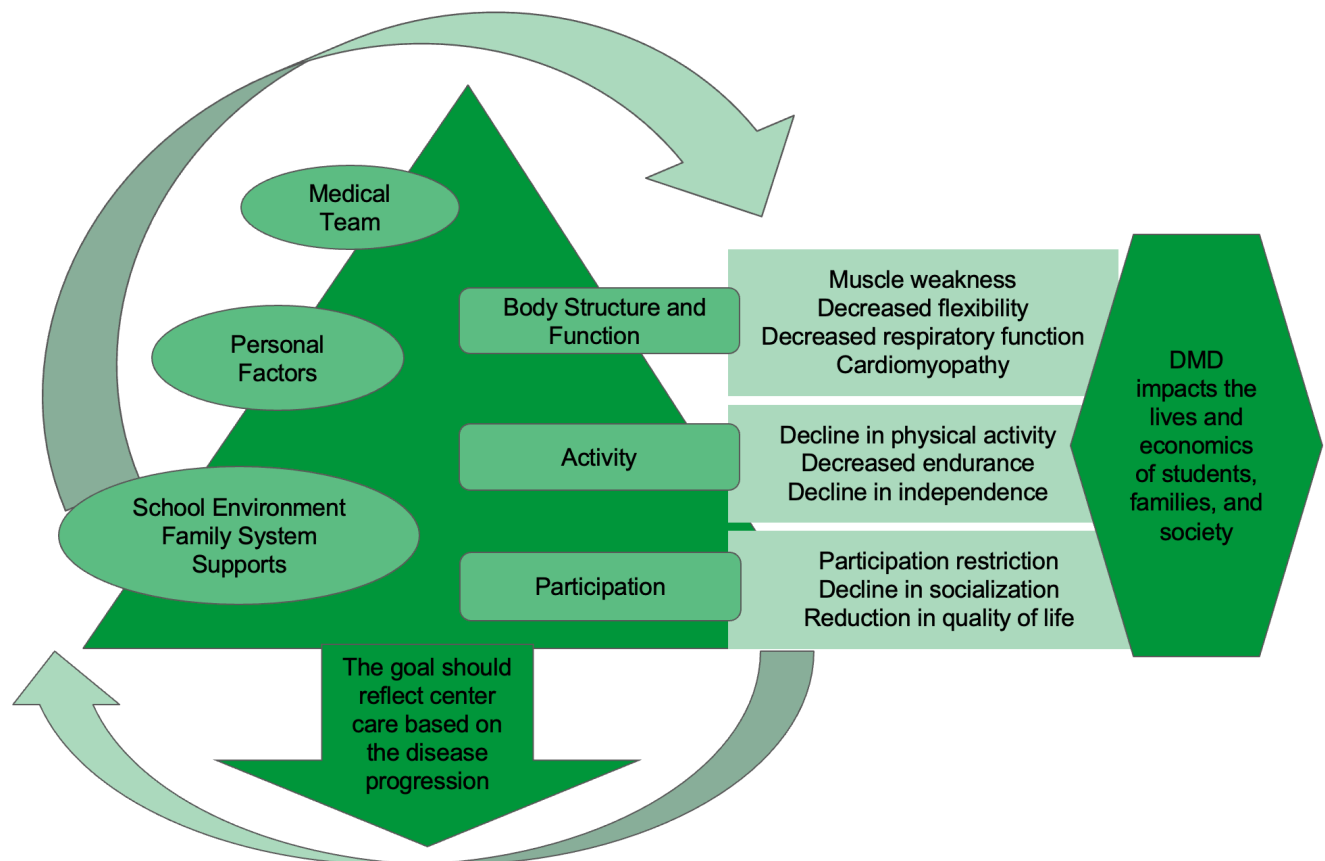 Medical
Team
Personal
Factors
School Environment
Family System
Supports
Body Structure and
Function
Activity
Participation
Muscle weakness
Decreased flexibility
Decreased respiratory function
Cardiomyopathy
Decline in physical activity
Decreased endurance
Decline in independence
Participation restriction
Decline in socialization
Reduction in quality of life
DMD
impacts the
lives and
economics
of students,
families, and
society
The goal should
reflect center
care based on
the disease
progression